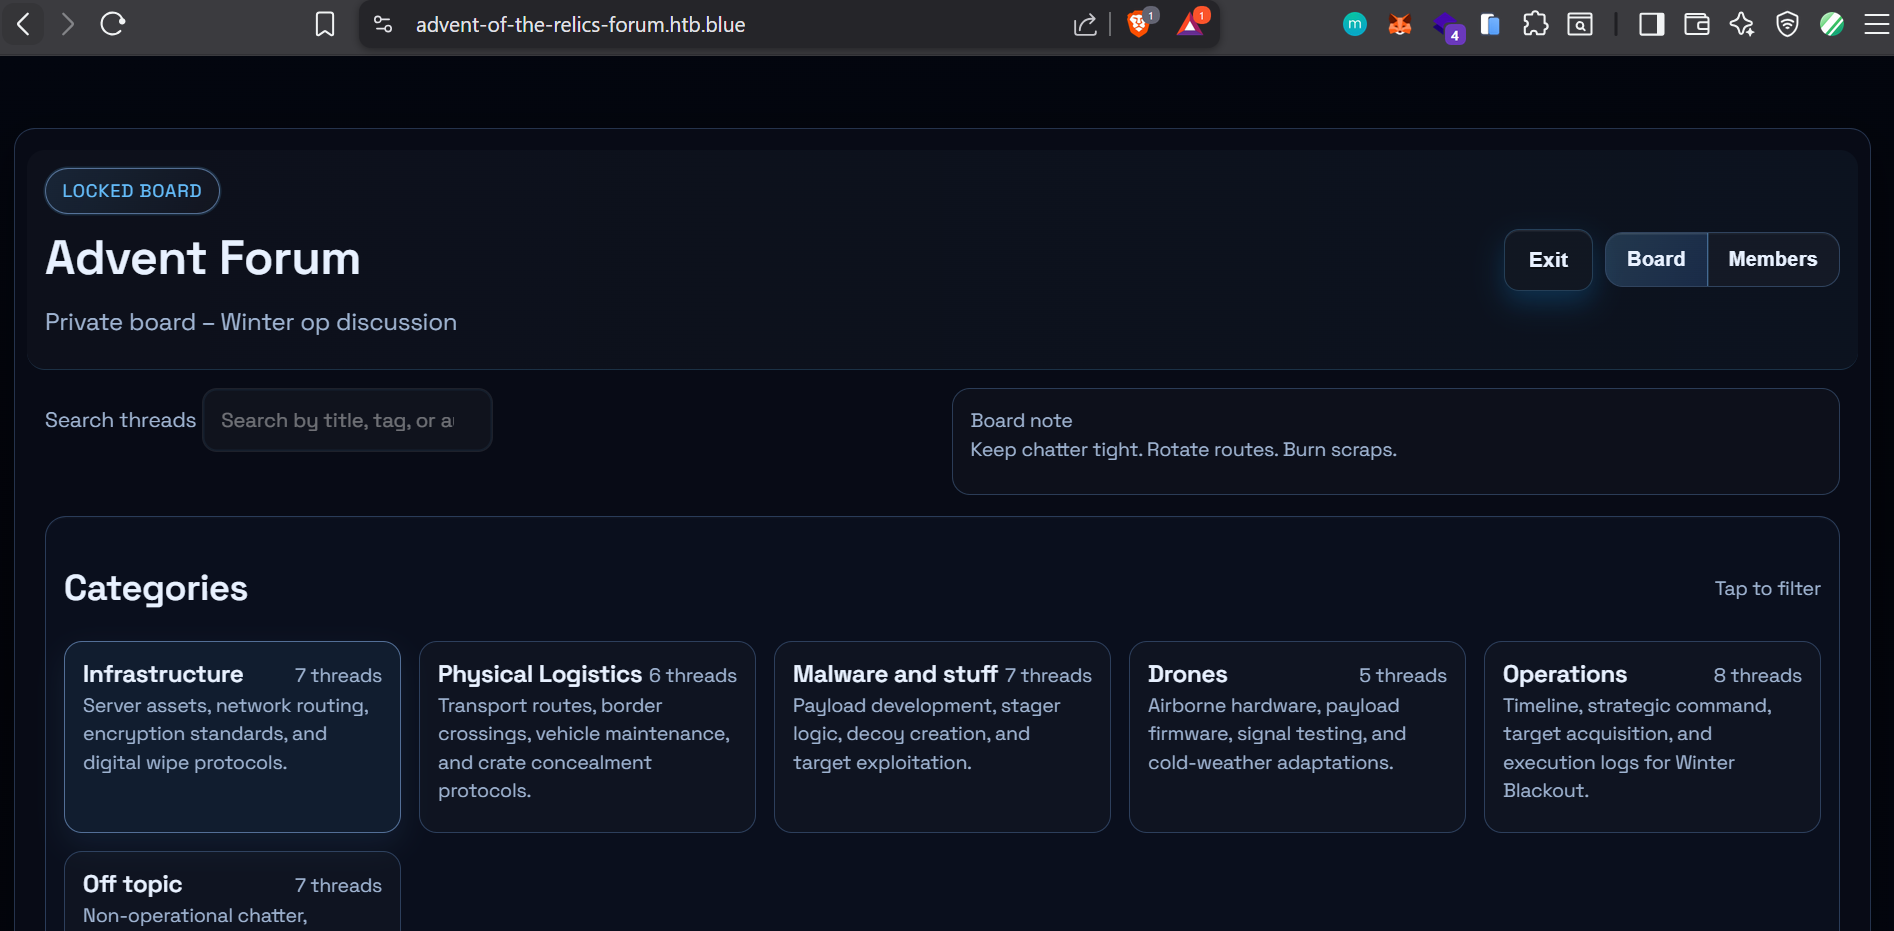 advent-of-the-relics-forum.htb.blue
1
1
m
4
LOCKED BOARD
Advent Forum
Private board – Winter op discussion
Exit
Board
Members
Search threads
Search by title, tag, or a
Board note
Keep chatter tight. Rotate routes. Burn scraps.
Categories
Tap to filter
Infrastructure 7 threads
Server assets, network routing,
encryption standards, and
digital wipe protocols.
Physical Logistics 6 threads
Transport routes, border
crossings, vehicle maintenance,
and crate concealment
protocols.
Malware and stuff 7 threads
Payload development, stager
logic, decoy creation, and
target exploitation.
Drones 5 threads
Airborne hardware, payload
firmware, signal testing, and
cold-weather adaptations.
Operations 8 threads
Timeline, strategic command,
target acquisition, and
execution logs for Winter
Blackout.
Off topic 7 threads
Non-operational chatter,